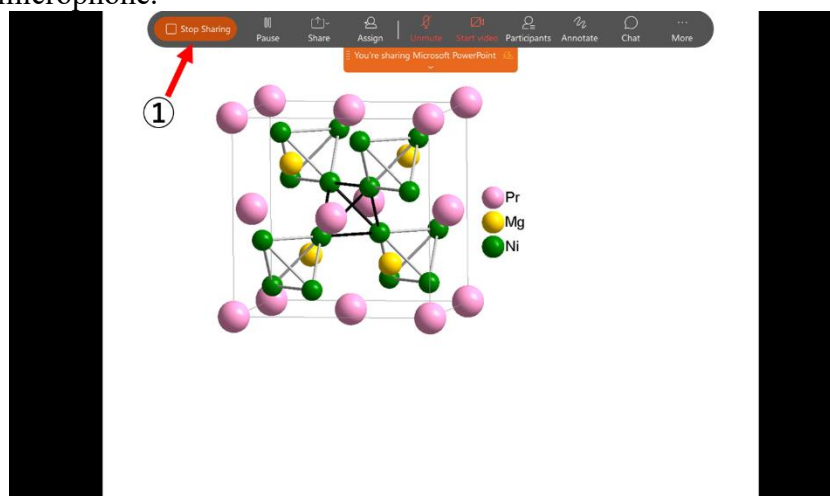 microphone.
Stop Sharing
Pause
Share
Assign
Unmute
Start video
Participants
Annotate
Chat
More
You're sharing Microsoft PowerPoint
①
Pr
Mg
Ni